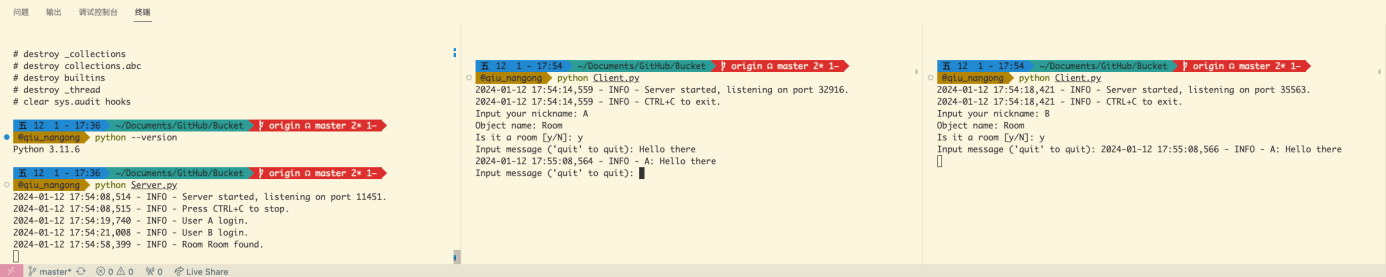 问题 输出 调试控制台 终端
# destroy _collections
# destroy collections.abc
# destroy builtins
# destroy _thread
# clear sys.audit hooks
五 12 1 - 17:36 ~/Documents/GitHub/Bucket origin master 2* 1-
@qiu_nangong python --version
Python 3.11.6
五 12 1 - 17:36 ~/Documents/GitHub/Bucket origin master 2* 1-
@qiu_nangong python Server.py
2024-01-12 17:54:08,514 - INFO - Server started, listening on port 11451.
2024-01-12 17:54:08,515 - INFO - Press CTRL+C to stop.
2024-01-12 17:54:19,740 - INFO - User A login.
2024-01-12 17:54:21,008 - INFO - User B login.
2024-01-12 17:54:58,399 - INFO - Room Room found.
五 12 1 - 17:54 ~/Documents/GitHub/Bucket origin master 2* 1-
@qiu_nangong python Client.py
2024-01-12 17:54:14,559 - INFO - Server started, listening on port 32916.
2024-01-12 17:54:14,559 - INFO - CTRL+C to exit.
Input your nickname: A
Object name: Room
Is it a room [y/N]: y
Input message ('quit' to quit): Hello there
2024-01-12 17:55:08,564 - INFO - A: Hello there
Input message ('quit' to quit):
五 12 1 - 17:54 ~/Documents/GitHub/Bucket origin master 2* 1-
@qiu_nangong python Client.py
2024-01-12 17:54:18,421 - INFO - Server started, listening on port 35563.
2024-01-12 17:54:18,421 - INFO - CTRL+C to exit.
Input your nickname: B
Object name: Room
Is it a room [y/N]: y
Input message ('quit' to quit): 2024-01-12 17:55:08,566 - INFO - A: Hello there
master* 0 0 0 Live Share